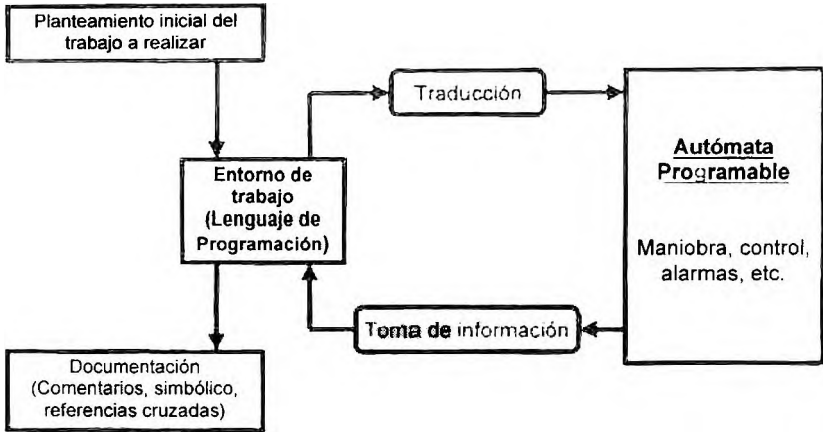 Planteamiento inicial del
trabajo a realizar
Traducción
Autómata
Programable
Maniobra, control,
alarmas, etc.
Entorno de
trabajo
(Lenguaje de
Programación)
Toma de información
Documentación
(Comentarios, simbólico,
referencias cruzadas)